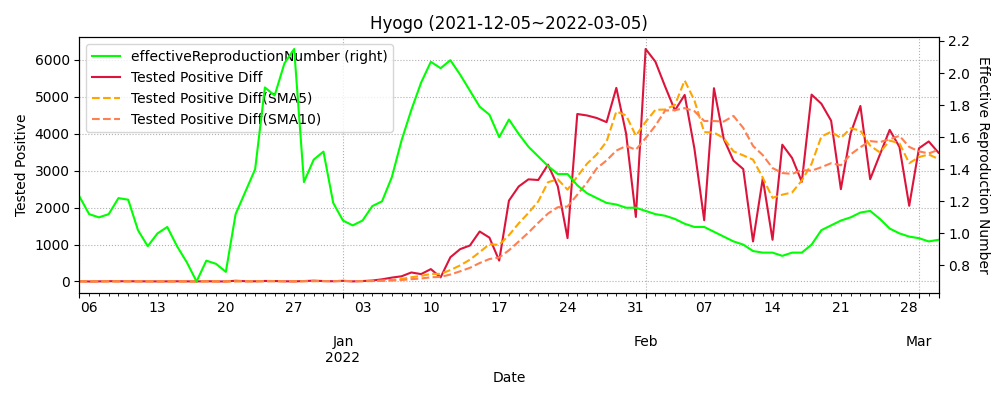 Hyogo (2021-12-05~2022-03-05)
effectiveReproductionNumber (right)
Tested Positive Diff
Tested Positive Diff(SMA5)
Tested Positive Diff(SMA10)
Tested Positive
6000
5000
4000
3000
2000
1000
0
2.2
2.0
1.8
1.6
1.4
1.2
1.0
0.8
Effective Reproduction Number
06 13 20 27 03 10 17 24 31 07 14 21 28
Jan Feb Mar
2022
Date